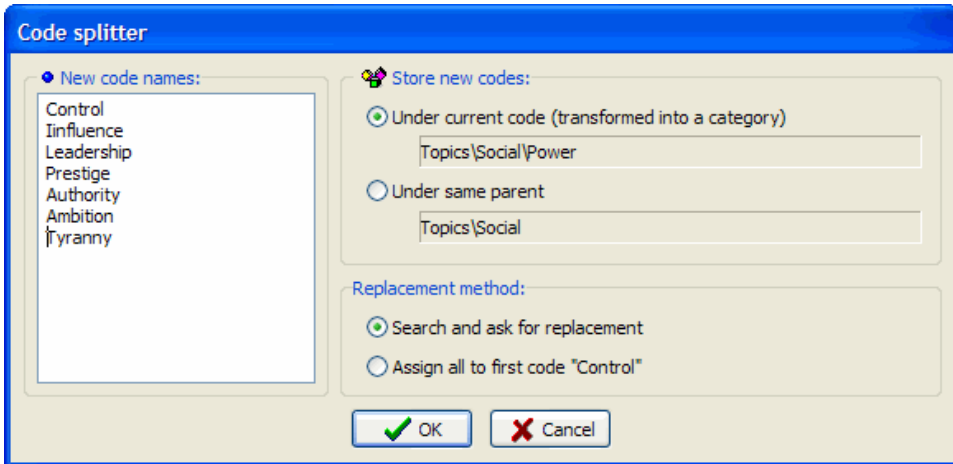 Code splitter
New code names:
Control
Iinfluence
Leadership
Prestige
Authority
Ambition
Tyranny
Store new codes:
Under current code (transformed into a category)
Topics\Social\Power
Under same parent
Topics\Social
Replacement method:
Search and ask for replacement
Assign all to first code "Control"
OK
Cancel